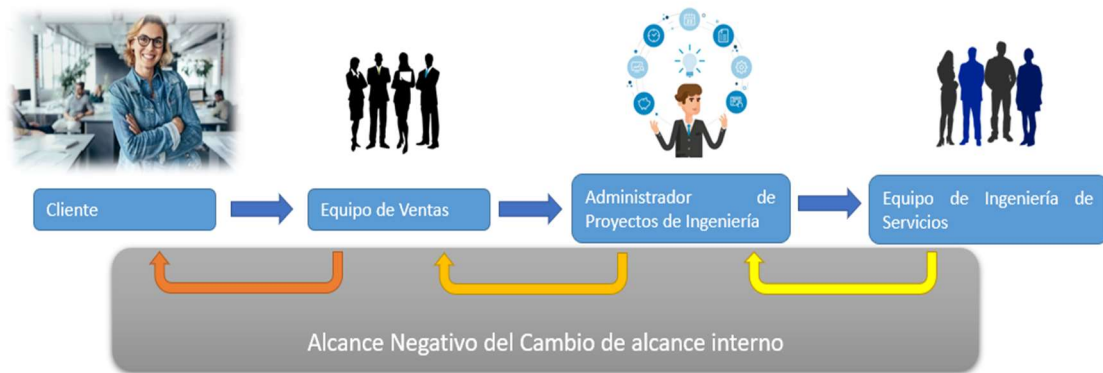 Cliente
Equipo de Ventas
Administrador de
Proyectos de Ingeniería
Equipo de Ingeniería de
Servicios
Alcance Negativo del Cambio de alcance interno